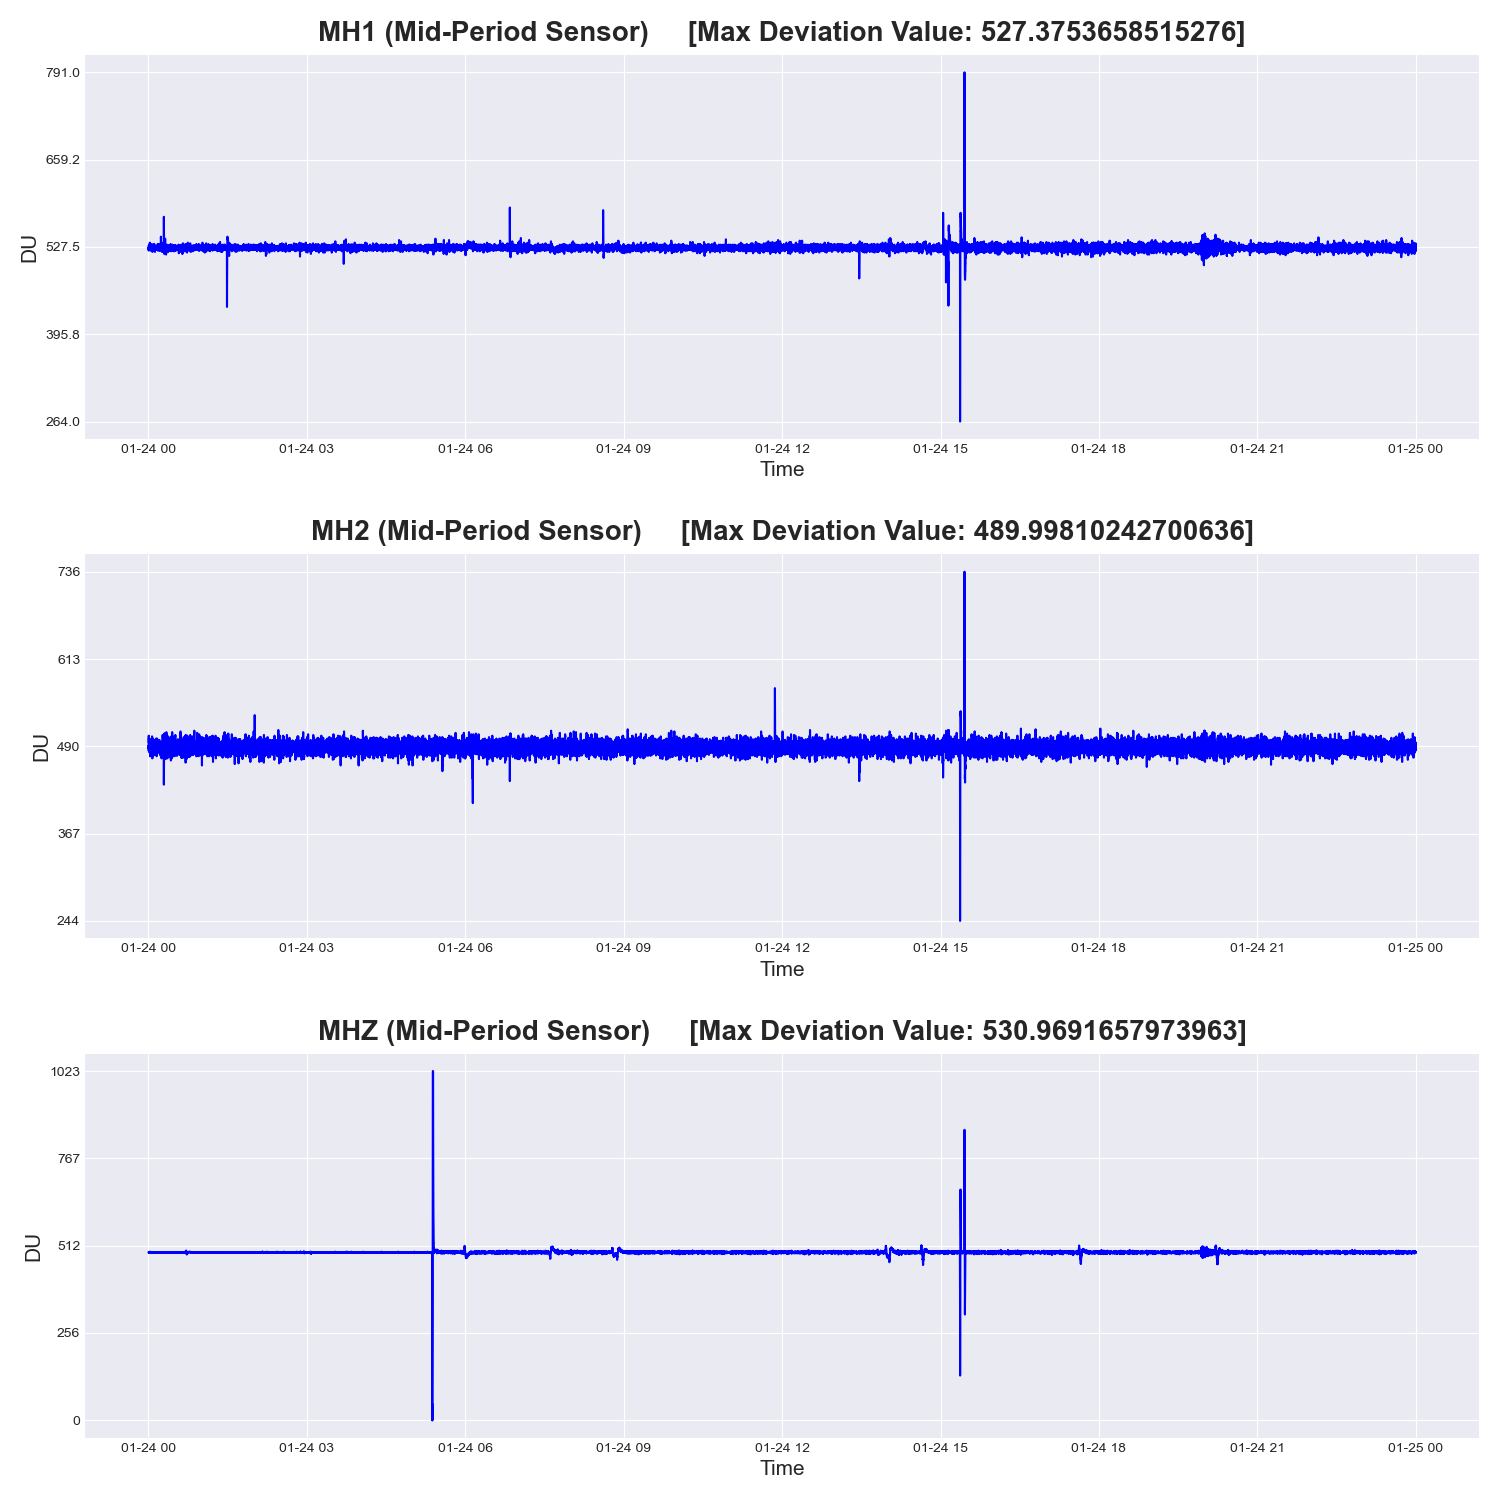 MH1 (Mid-Period Sensor) [Max Deviation Value: 527.3753658515276]
791.0
659.2
527.5
395.8
264.0
DU
01-24 00 01-24 03 01-24 06 01-24 09 01-24 12 01-24 15 01-24 18 01-24 21 01-25 00
Time
MH2 (Mid-Period Sensor) [Max Deviation Value: 489.99810242700636]
736
613
490
367
244
DU
01-24 00 01-24 03 01-24 06 01-24 09 01-24 12 01-24 15 01-24 18 01-24 21 01-25 00
Time
MHZ (Mid-Period Sensor) [Max Deviation Value: 530.9691657973963]
1023
767
512
256
0
DU
01-24 00 01-24 03 01-24 06 01-24 09 01-24 12 01-24 15 01-24 18 01-24 21 01-25 00
Time